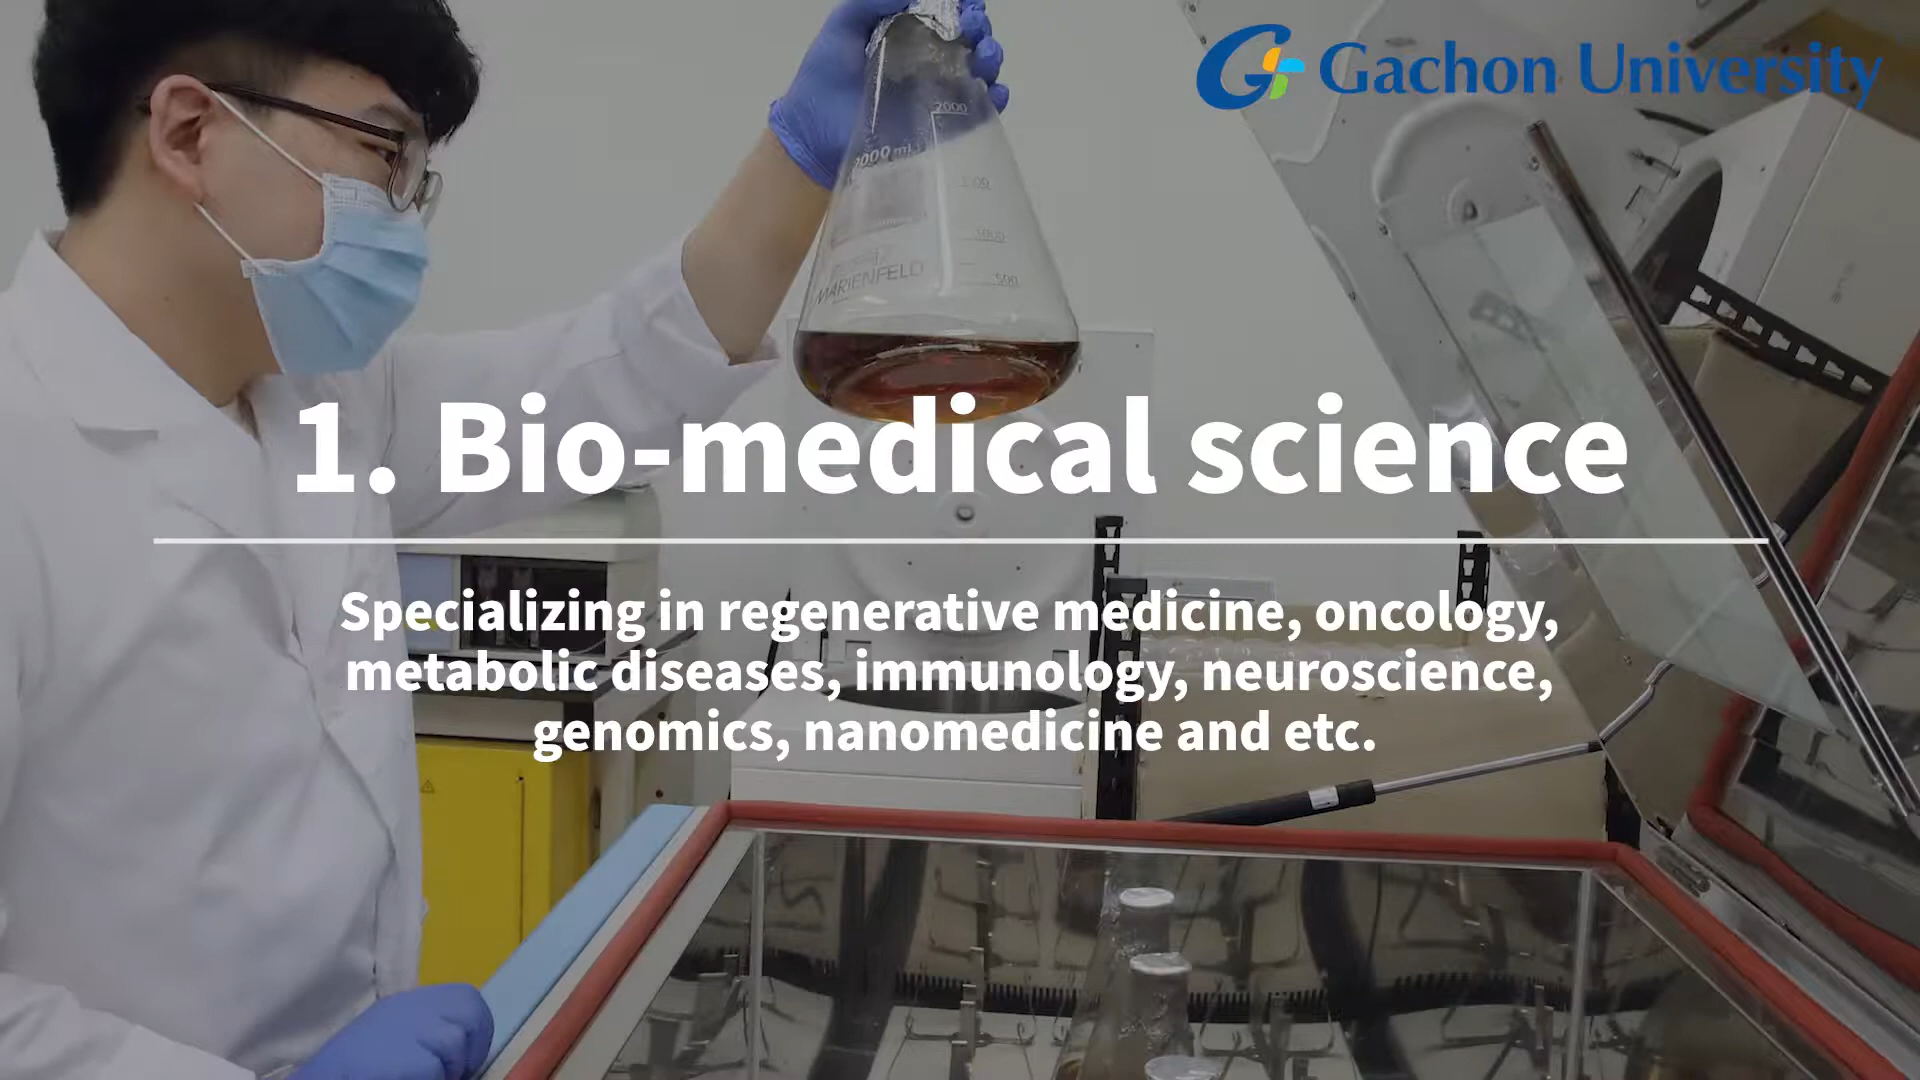 Gachon University
2000
2000 ml
500
MARIENFELD
1. Bio-medical science
Specializing in regenerative medicine, oncology,
metabolic diseases, immunology, neuroscience,
genomics, nanomedicine and etc.